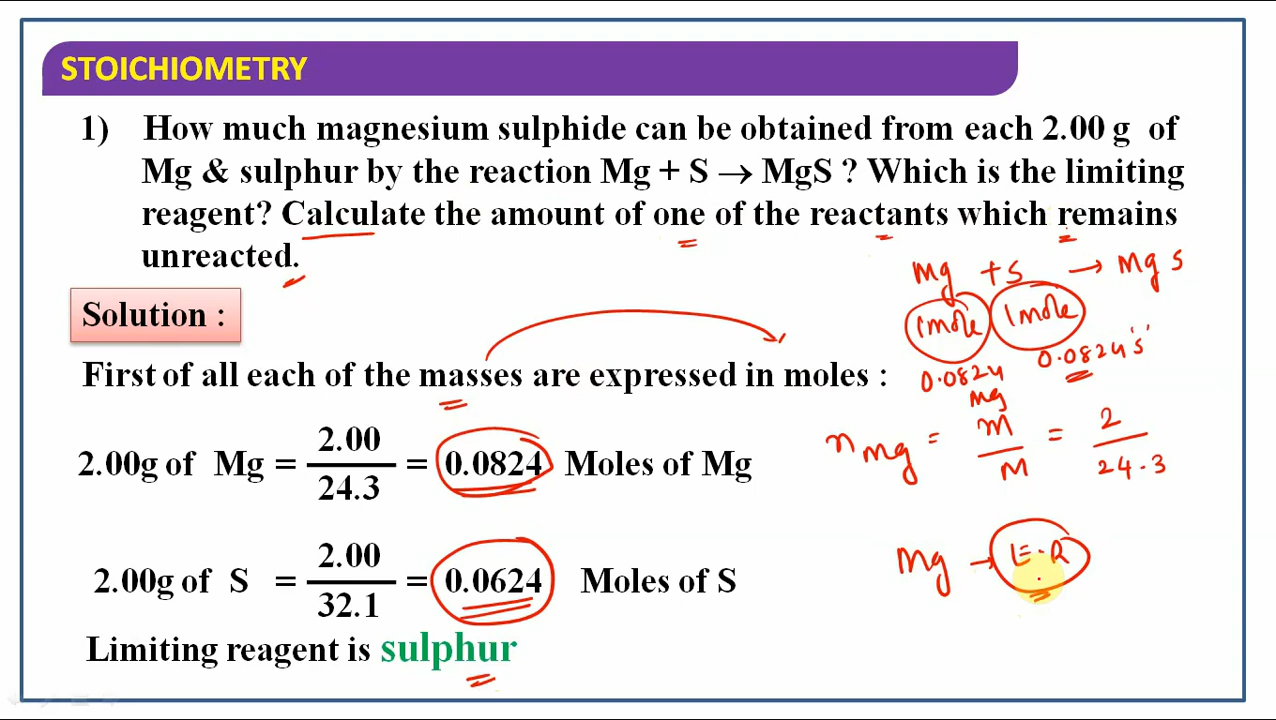 STOICHIOMETRY
1) How much magnesium sulphide can be obtained from each 2.00 g of
Mg & sulphur by the reaction Mg + S → MgS ? Which is the limiting
reagent? Calculate the amount of one of the reactants which remains
unreacted.
Mg + S → Mg S
1mole 1mole
0.0824 Mg 0.0824 's'
Solution :
First of all each of the masses are expressed in moles :
n Mg = m/M = 2/24.3
2.00g of Mg = 2.00/24.3 = 0.0824 Moles of Mg
2.00g of S = 2.00/32.1 = 0.0624 Moles of S
Mg → E.R
Limiting reagent is sulphur